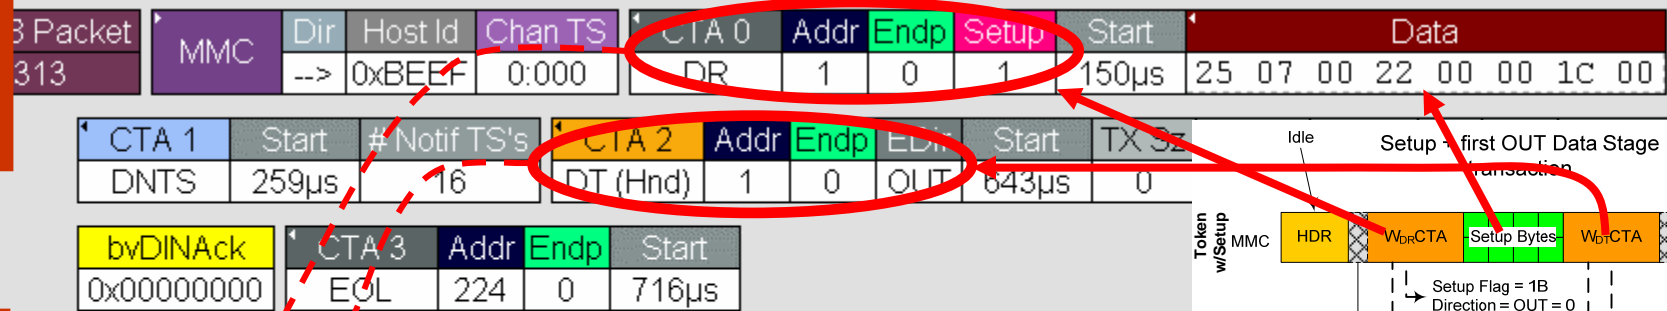 3 Packet MMC Dir Host Id Chan TS CTA 0 Addr Endp Setup Start Data
313 --> 0xBEEF 0:000 DR 1 0 1 150µs 25 07 00 22 00 00 1C 00
CTA 1 Start # Notif TS's CTA 2 Addr Endp EDir Start TX Sz
DNTS 259µs 16 DT (Hnd) 1 0 OUT 643µs 0
bvDINAck CTA 3 Addr Endp Start
0x00000000 EOL 224 0 716µs
Idle
Setup + first OUT Data Stage
transaction
Token
w/Setup
MMC HDR WDRCTA Setup Bytes WDTCTA
Setup Flag = 1B
Direction = OUT = 0